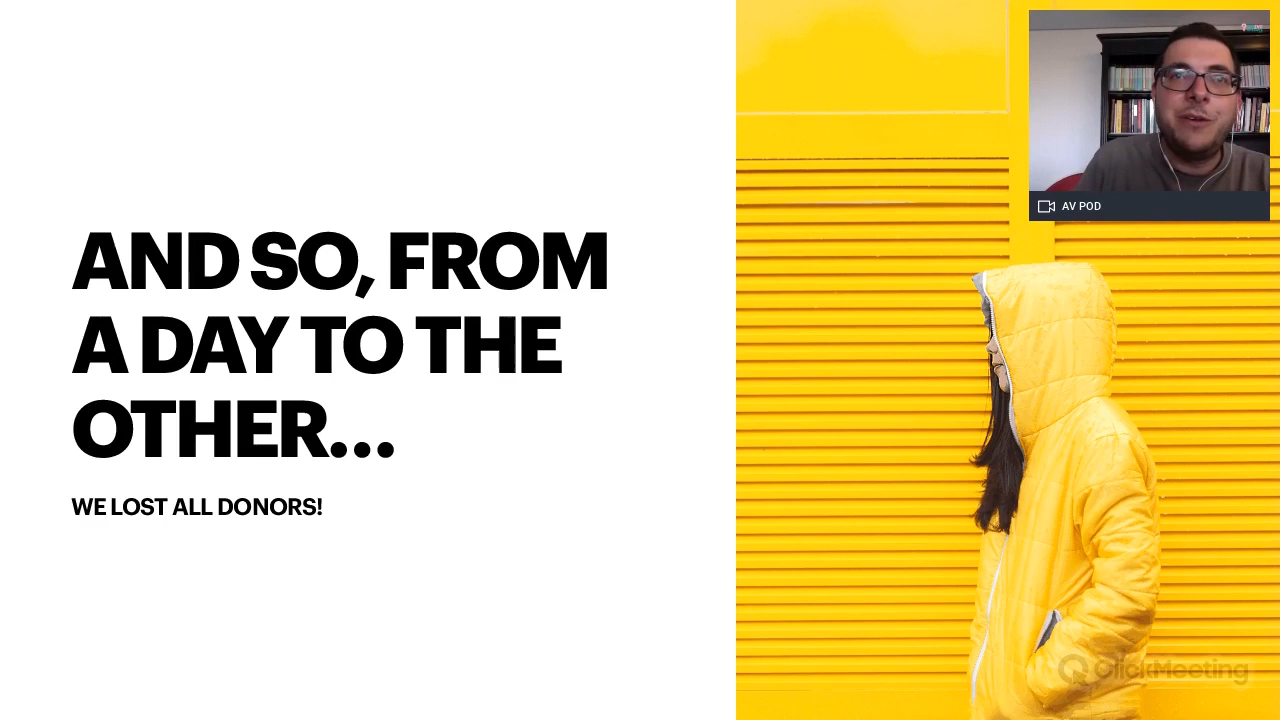 AND SO, FROM
A DAY TO THE
OTHER...
WE LOST ALL DONORS!
AV POD
ClickMeeting